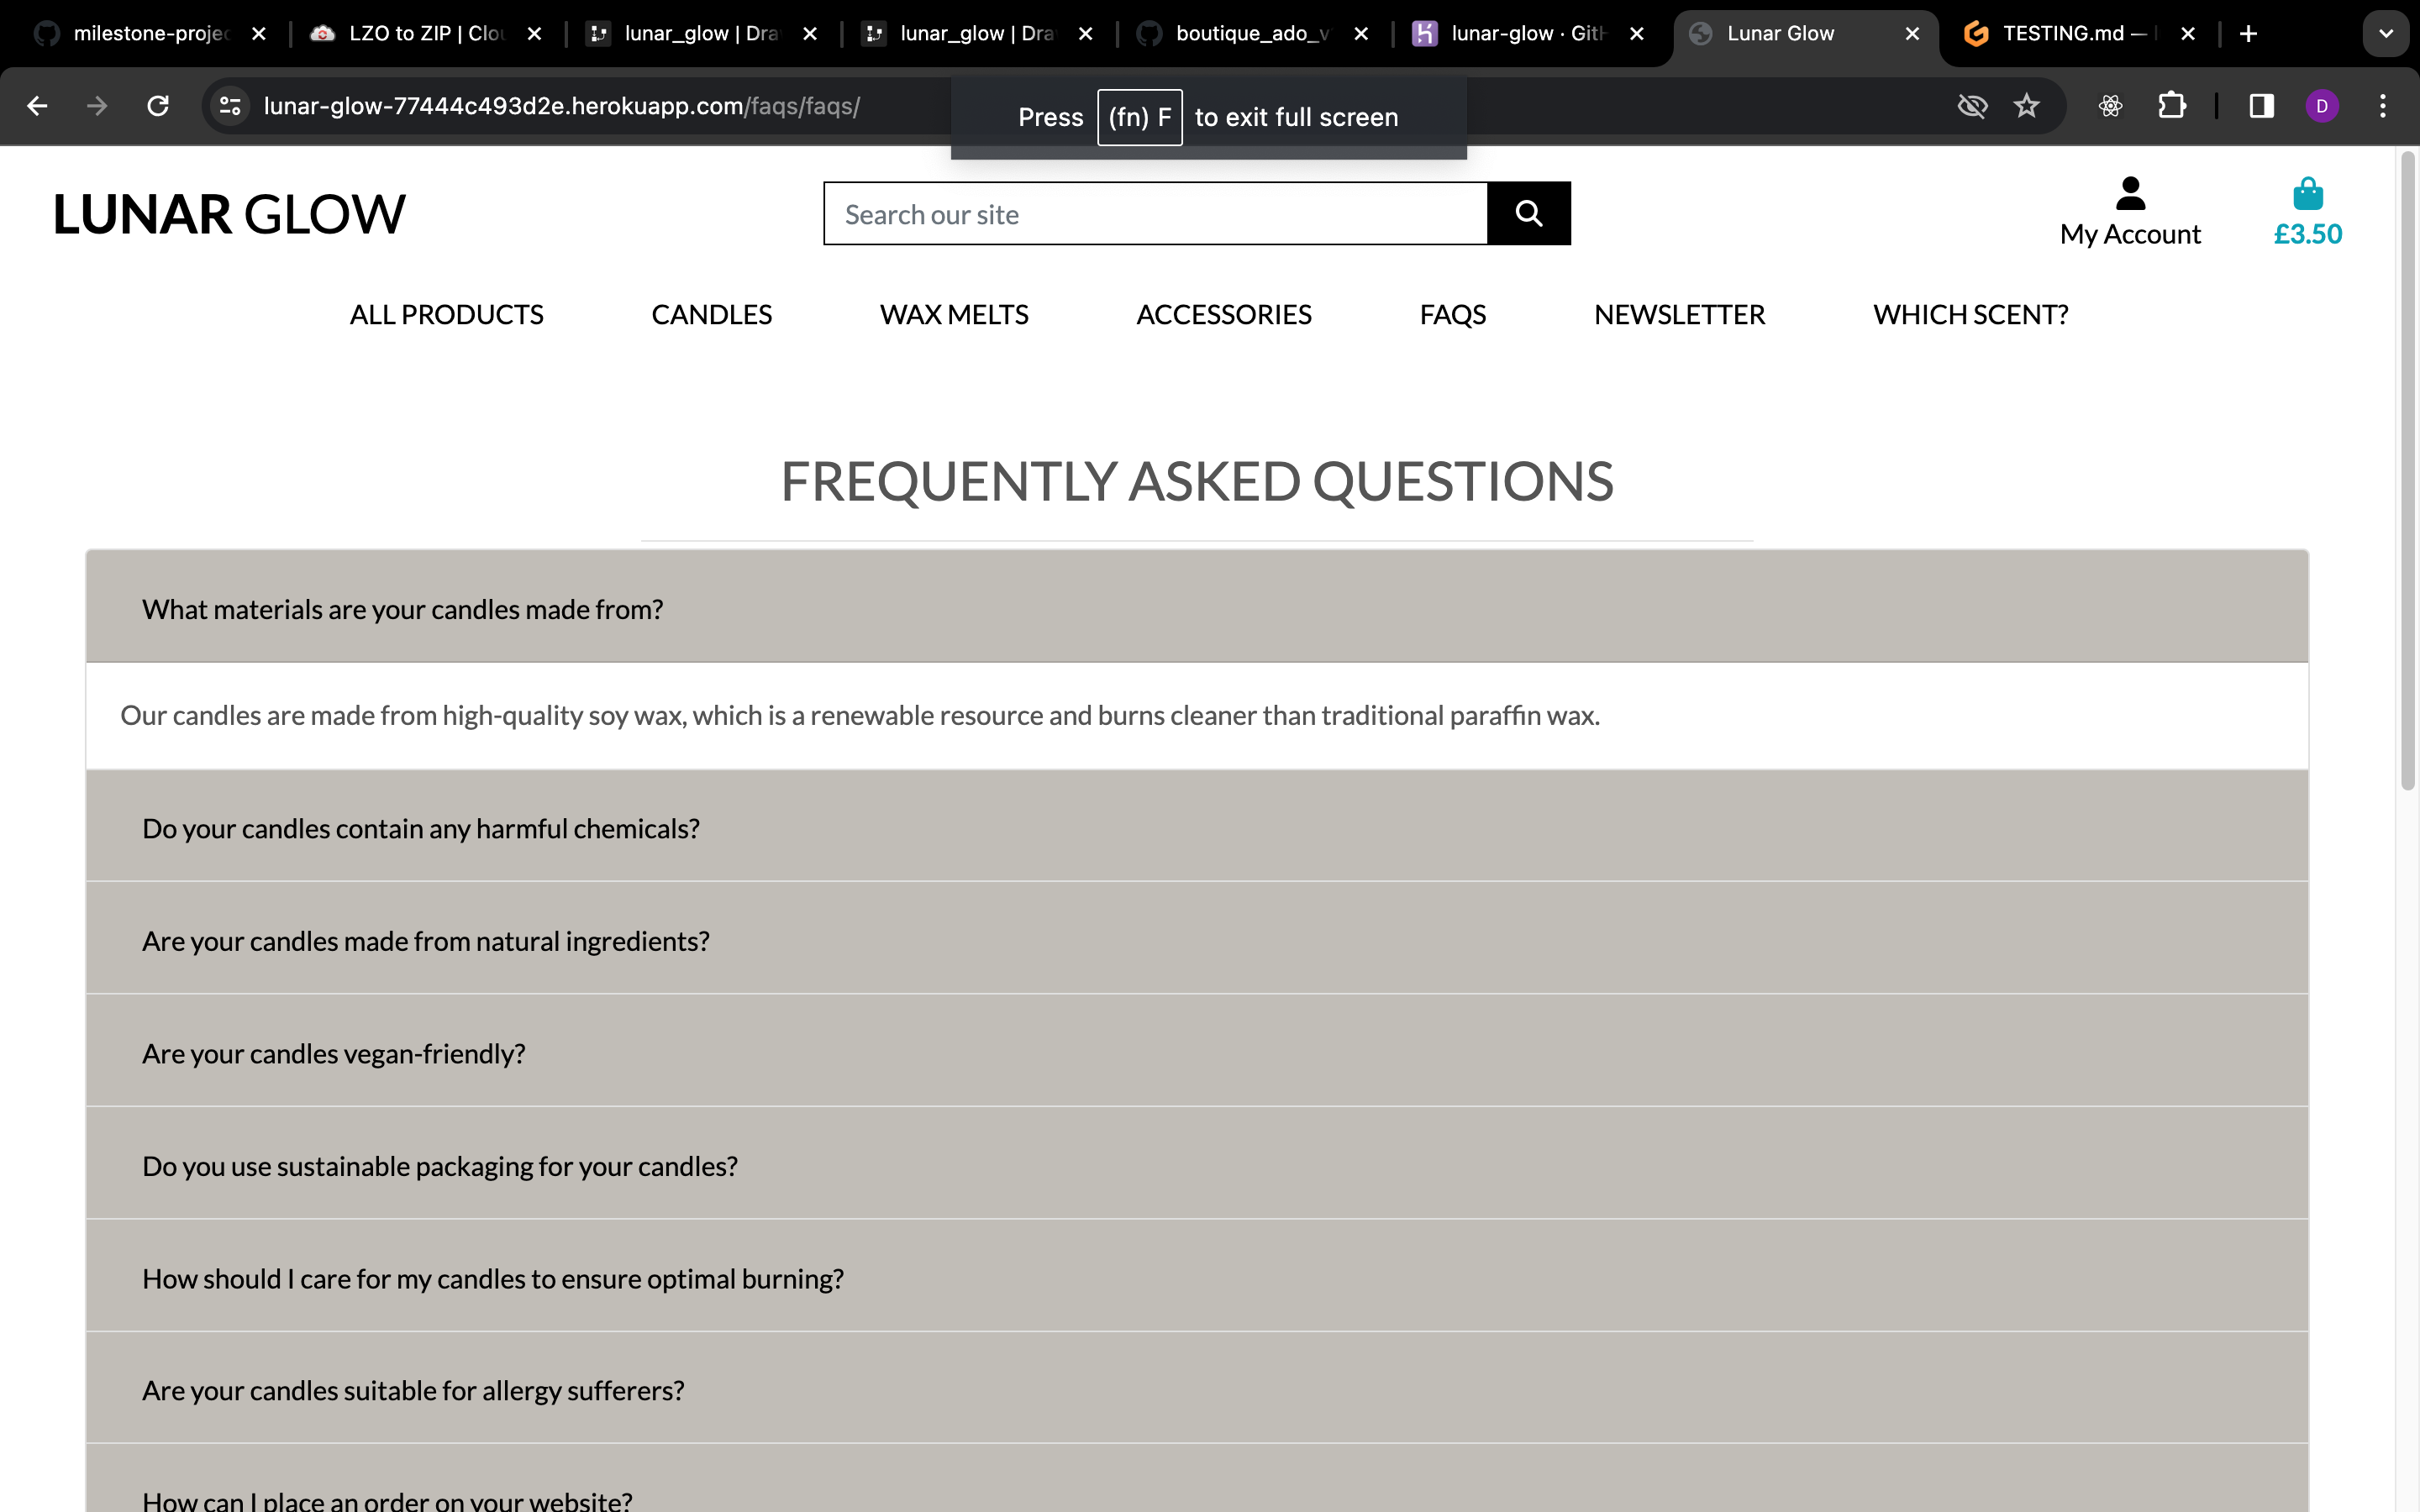 milestone-projec
LZO to ZIP | Clou
lunar_glow | Dra
lunar_glow | Dra
boutique_ado_v
lunar-glow · GitH
Lunar Glow
TESTING.md —
lunar-glow-77444c493d2e.herokuapp.com/faqs/faqs/
D
Press (fn) F to exit full screen
LUNAR GLOW
Search our site
My Account
£3.50
ALL PRODUCTS
CANDLES
WAX MELTS
ACCESSORIES
FAQS
NEWSLETTER
WHICH SCENT?
FREQUENTLY ASKED QUESTIONS
What materials are your candles made from?
Our candles are made from high-quality soy wax, which is a renewable resource and burns cleaner than traditional paraffin wax.
Do your candles contain any harmful chemicals?
Are your candles made from natural ingredients?
Are your candles vegan-friendly?
Do you use sustainable packaging for your candles?
How should I care for my candles to ensure optimal burning?
Are your candles suitable for allergy sufferers?
How can I place an order on your website?